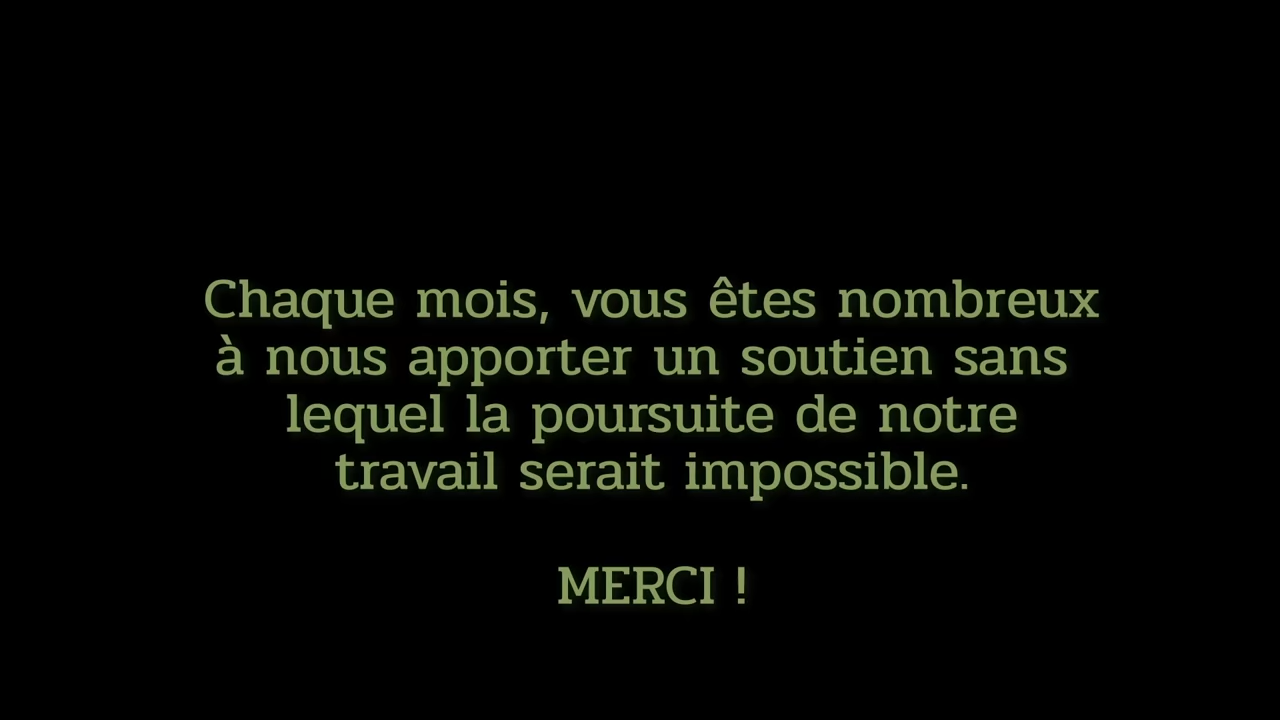 Chaque mois, vous êtes nombreux
à nous apporter un soutien sans
lequel la poursuite de notre
travail serait impossible.
MERCI !